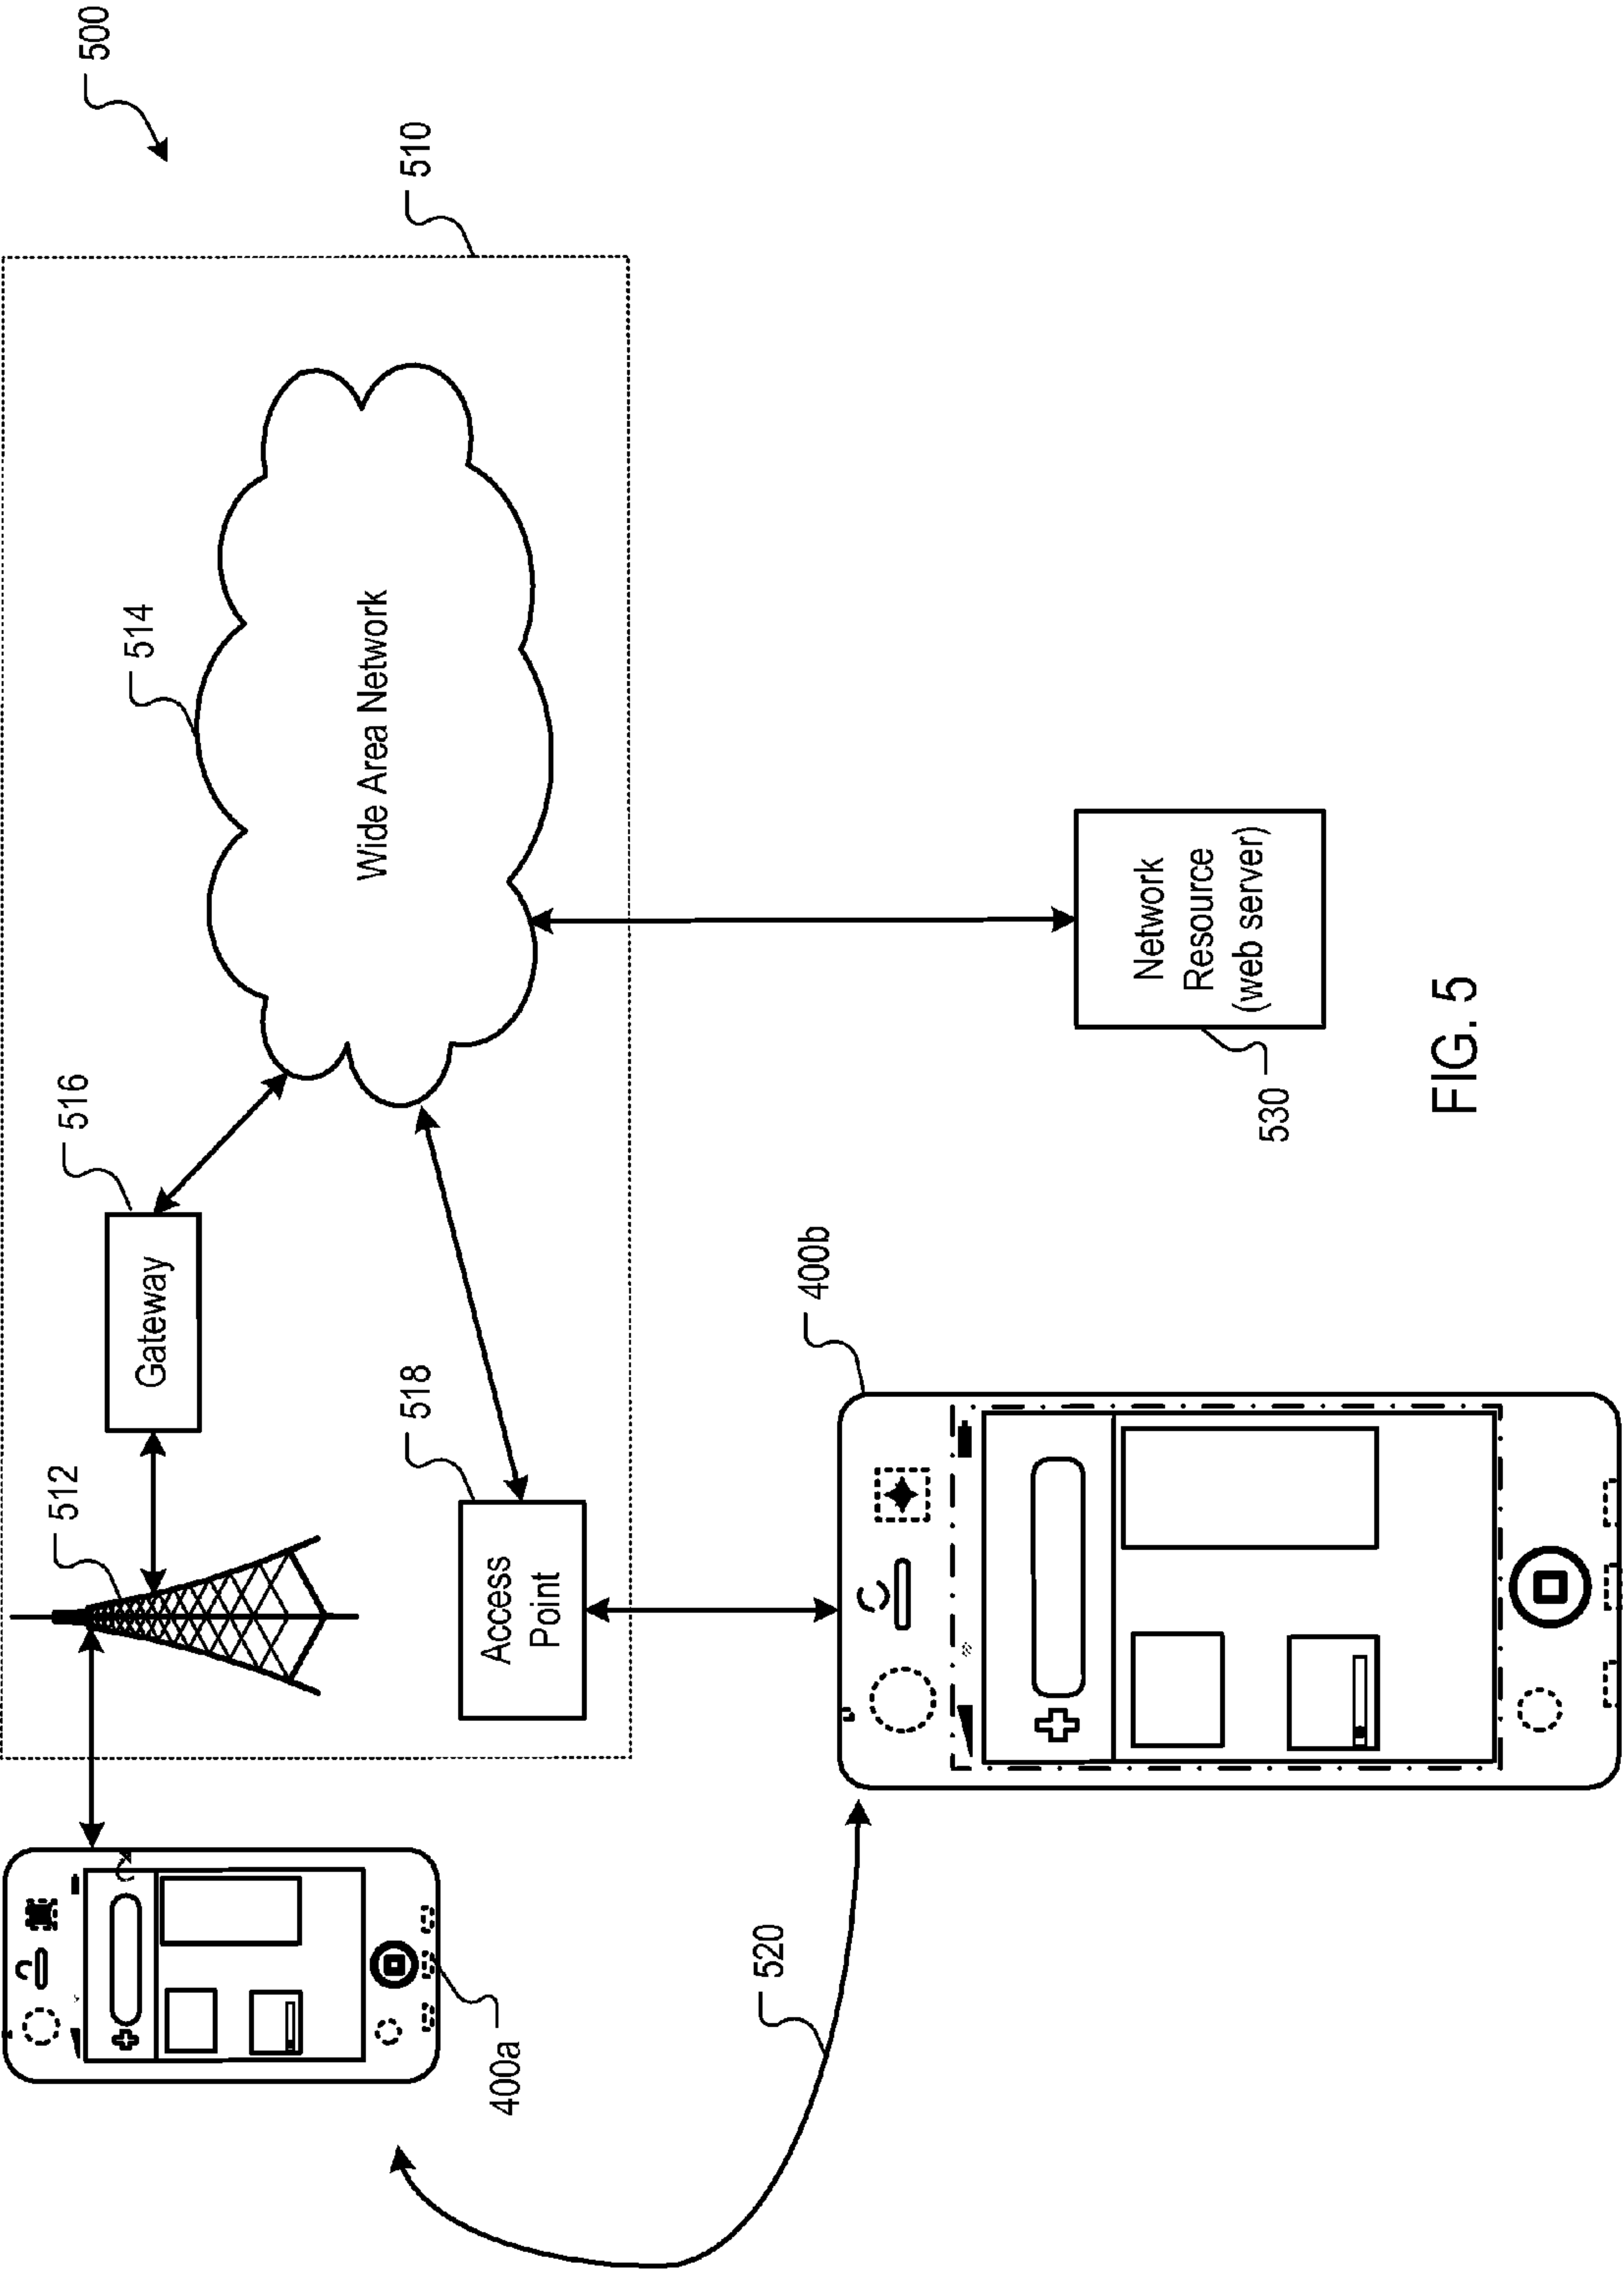 500
510
514
Wide Area Network
516
Gateway
512
518
Access
Point
400a
400b
520
Network
Resource
(web server)
530
FIG. 5